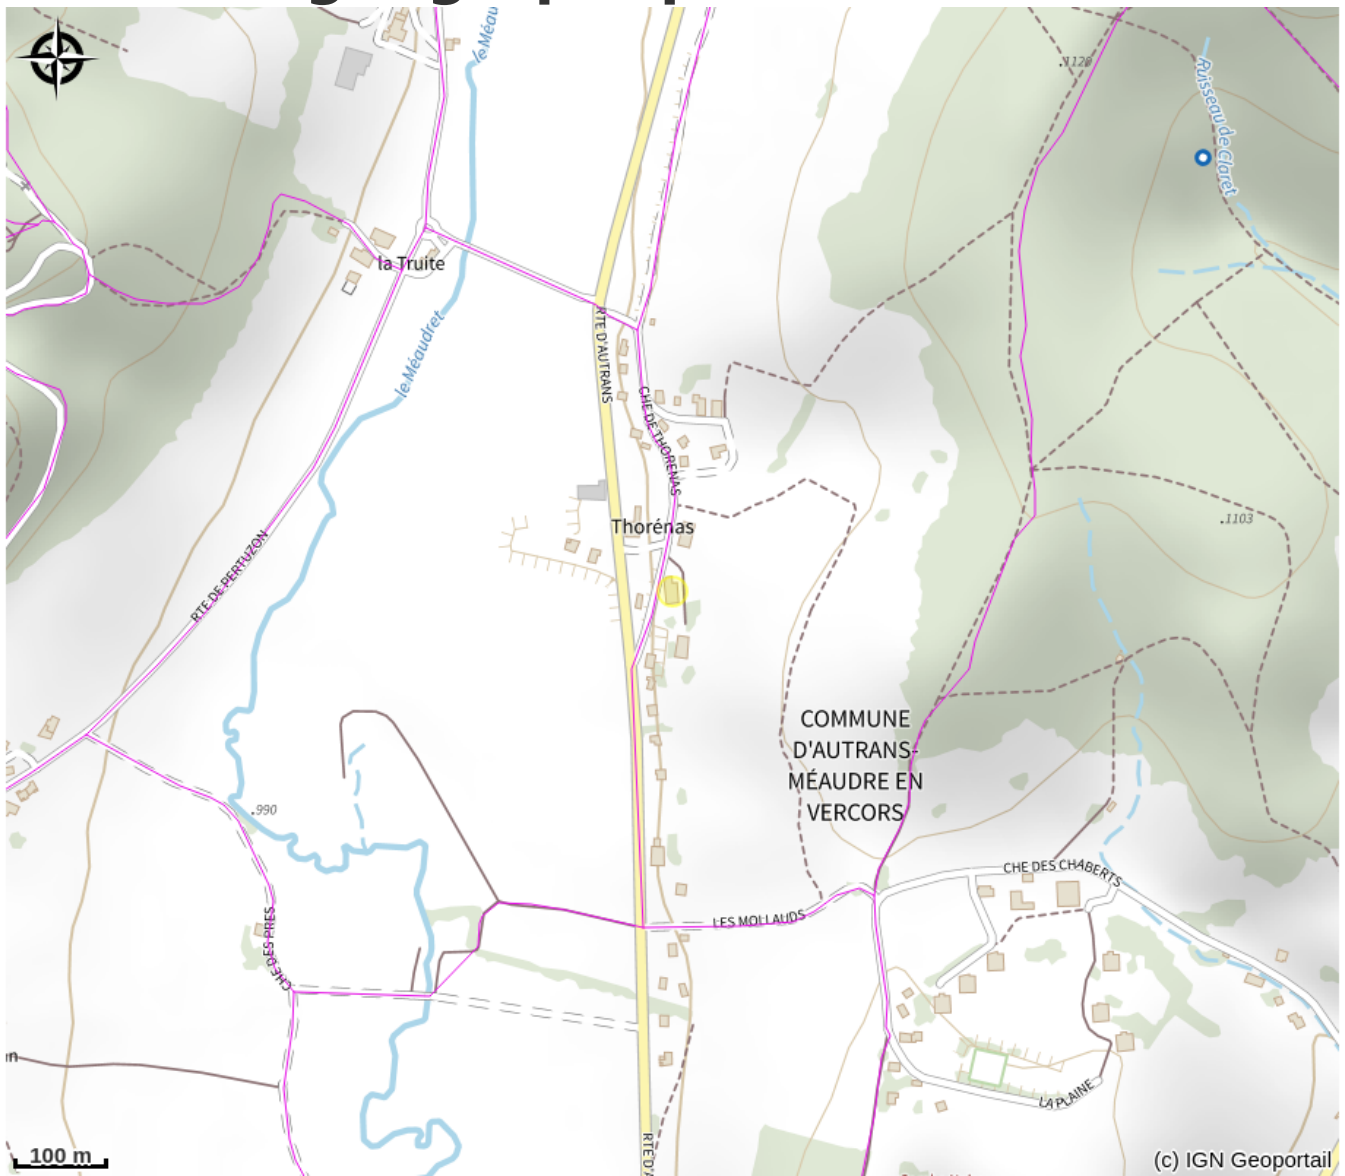 le Méau
.1120
Ruisseau de Claret
la Truite
le Méaudret
RTE D'AUTRANS
CHE DE THORENAS
.1103
Thorénas
RTE DE PERTUZON
COMMUNE
D'AUTRANS-
MÉAUDRE EN
VERCORS
.990
CHE DES CHABERTS
LES MOLLAUDS
CHE DES PRES
LA PLAINE
RTE D'A
100 m
(c) IGN Geoportail